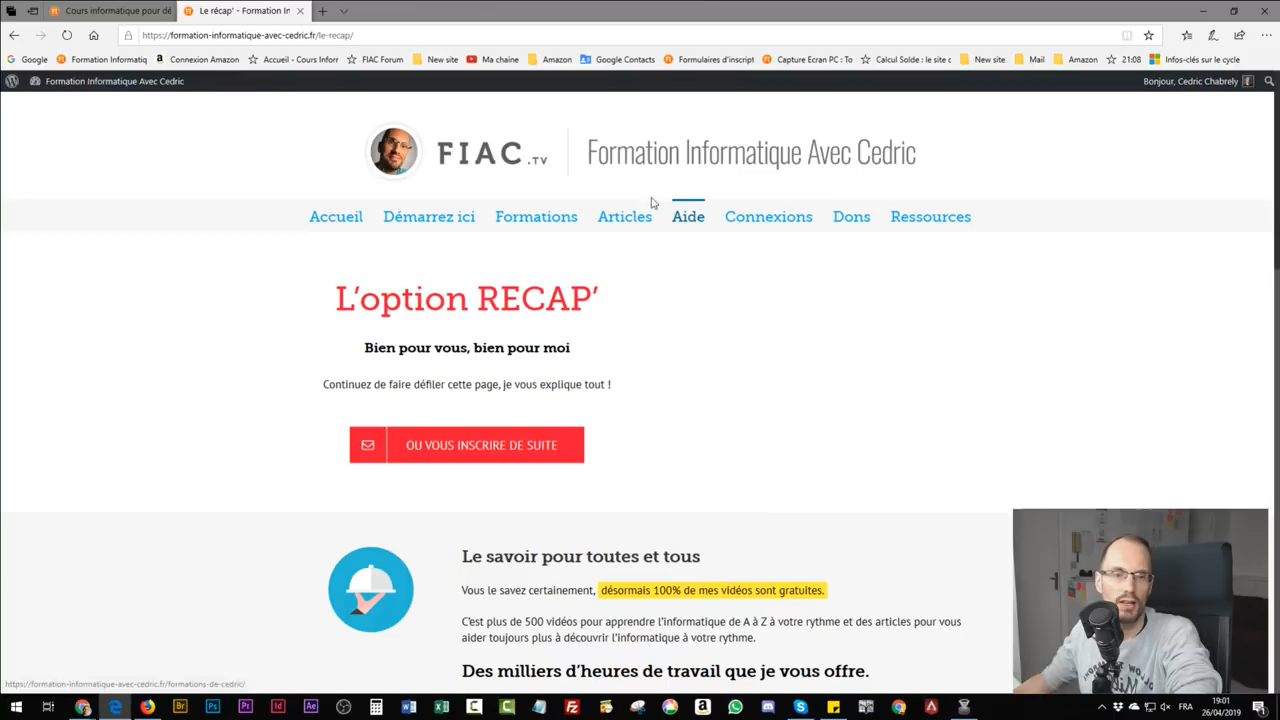 Cours informatique pour dé
Le récap' - Formation In
https://formation-informatique-avec-cedric.fr/le-recap/
Google
Formation Informatiq
Connexion Amazon
Accueil - Cours Inforr
FIAC Forum
New site
Ma chaine
Amazon
Google Contacts
Formulaires d'inscript
Capture Ecran PC : To
Calcul Solde : le site c
New site
Mail
Amazon
21:08
Infos-clés sur le cycle
Formation Informatique Avec Cedric
Bonjour, Cedric Chabrely
FIAC.TV
Formation Informatique Avec Cedric
Accueil
Démarrez ici
Formations
Articles
Aide
Connexions
Dons
Ressources
L'option RECAP'
Bien pour vous, bien pour moi
Continuez de faire défiler cette page, je vous explique tout !
OU VOUS INSCRIRE DE SUITE
Le savoir pour toutes et tous
Vous le savez certainement, désormais 100% de mes vidéos sont gratuites.
C'est plus de 500 vidéos pour apprendre l'informatique de A à Z à votre rythme et des articles pour vous
aider toujours plus à découvrir l'informatique à votre rythme.
Des milliers d'heures de travail que je vous offre.
https://formation-informatique-avec-cedric.fr/formations-de-cedric/
Br
Ps
Pr
Id
Ae
FRA
19:01
26/04/2019